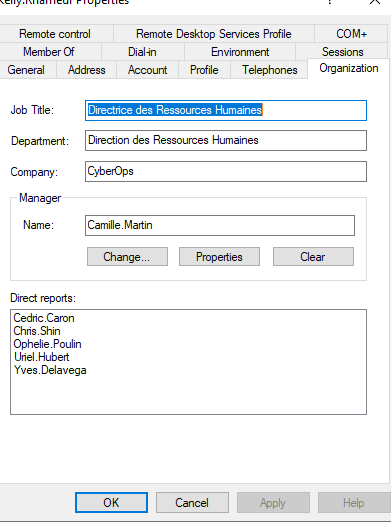 Properties
Remote control Remote Desktop Services Profile COM+
Member Of Dial-in Environment Sessions
General Address Account Profile Telephones Organization
Job Title: Directrice des Ressources Humaines
Department: Direction des Ressources Humaines
Company: CyberOps
Manager
Name: Camille.Martin
Change... Properties Clear
Direct reports:
Cedric.Caron
Chris.Shin
Ophelie.Poulin
Uriel.Hubert
Yves.Delavega
OK Cancel Apply Help